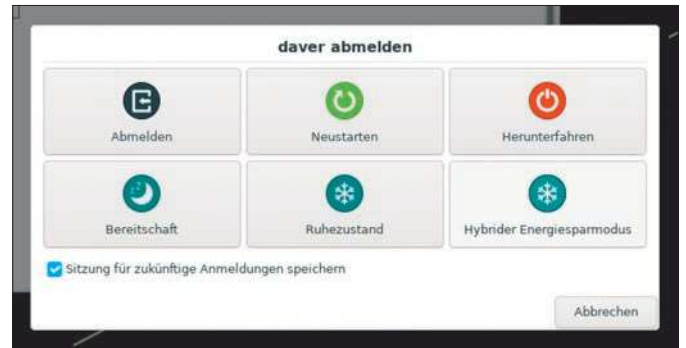 daver abmelden
Abmelden
Neustarten
Herunterfahren
Bereitschaft
Ruhezustand
Hybrider Energiesparmodus
Sitzung für zukünftige Anmeldungen speichern
Abbrechen